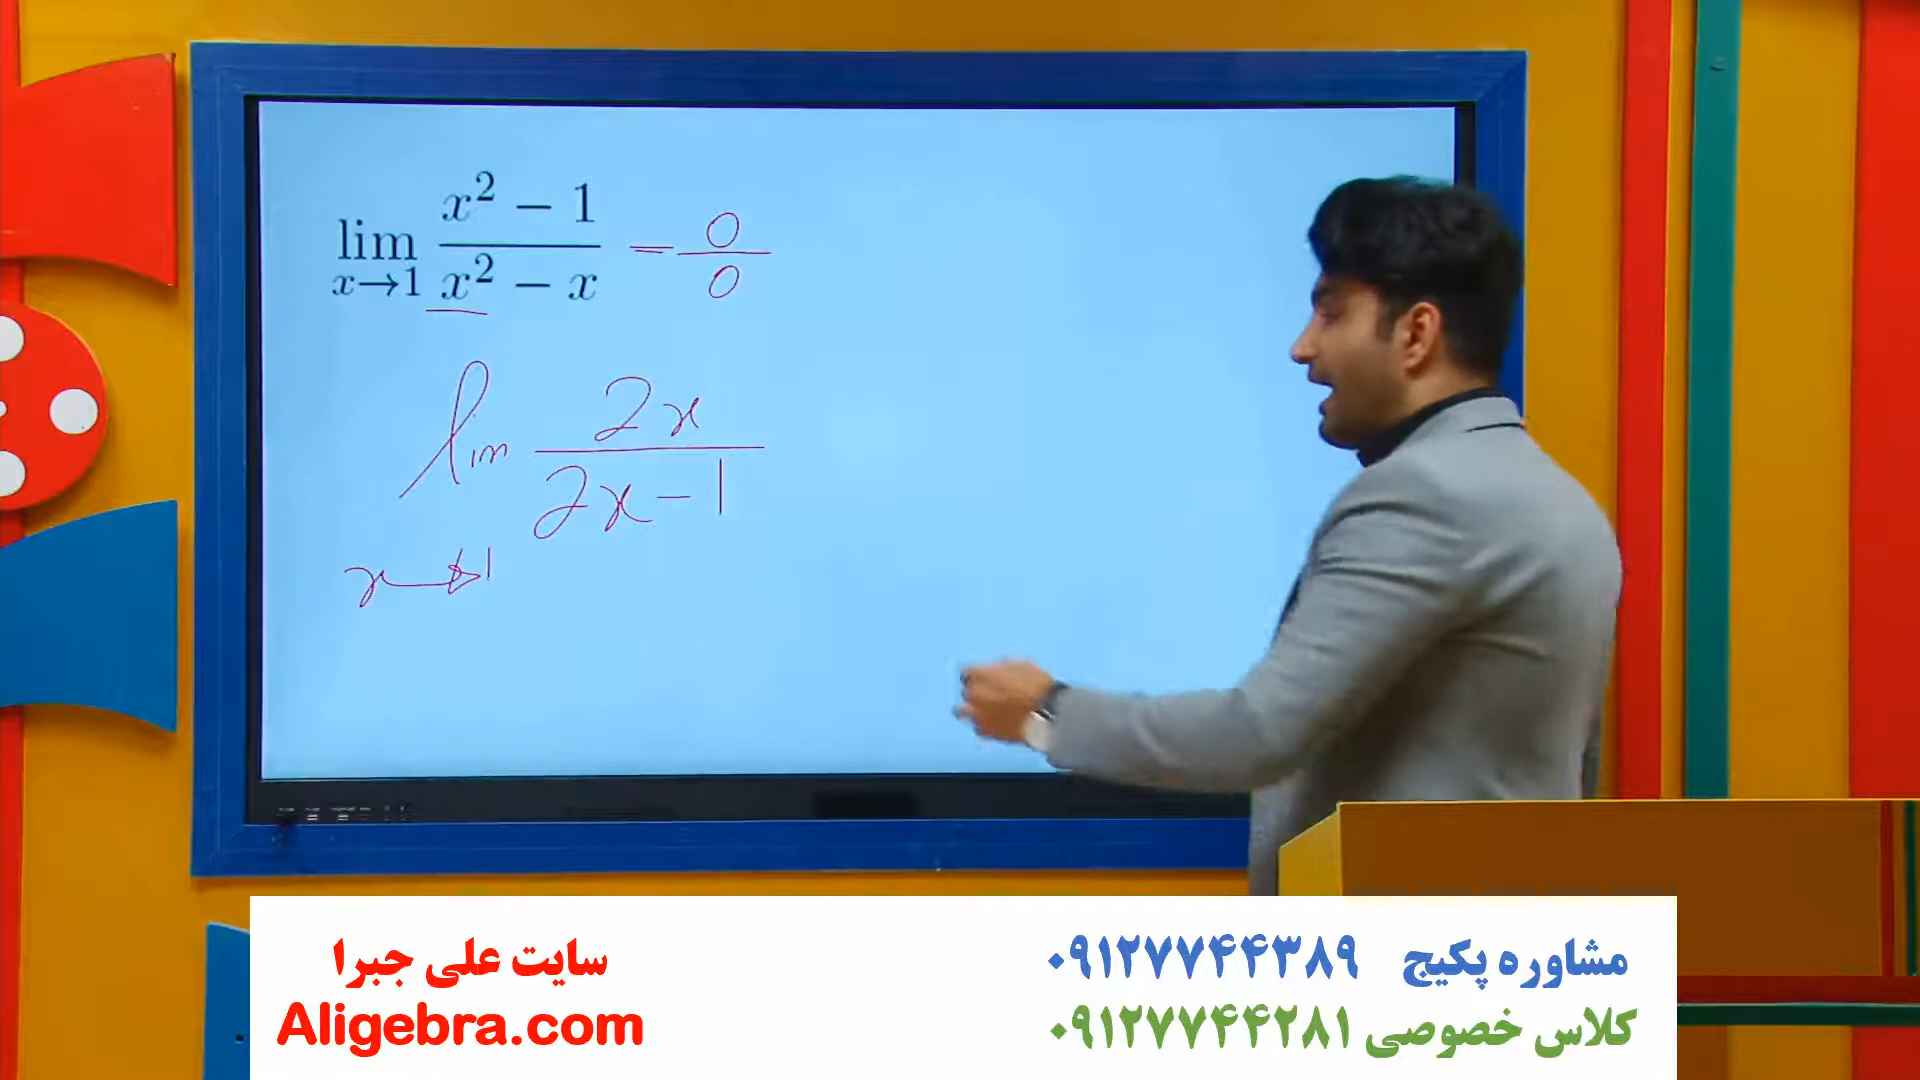 lim x→1 (x² − 1)/(x² − x) = 0/0
lim x→1 2x/(2x − 1)
سایت علی جبرا
Aligebra.com
مشاوره پکیج ۰۹۱۲۷۷۴۴۳۸۹
کلاس خصوصی ۰۹۱۲۷۷۴۴۲۸۱